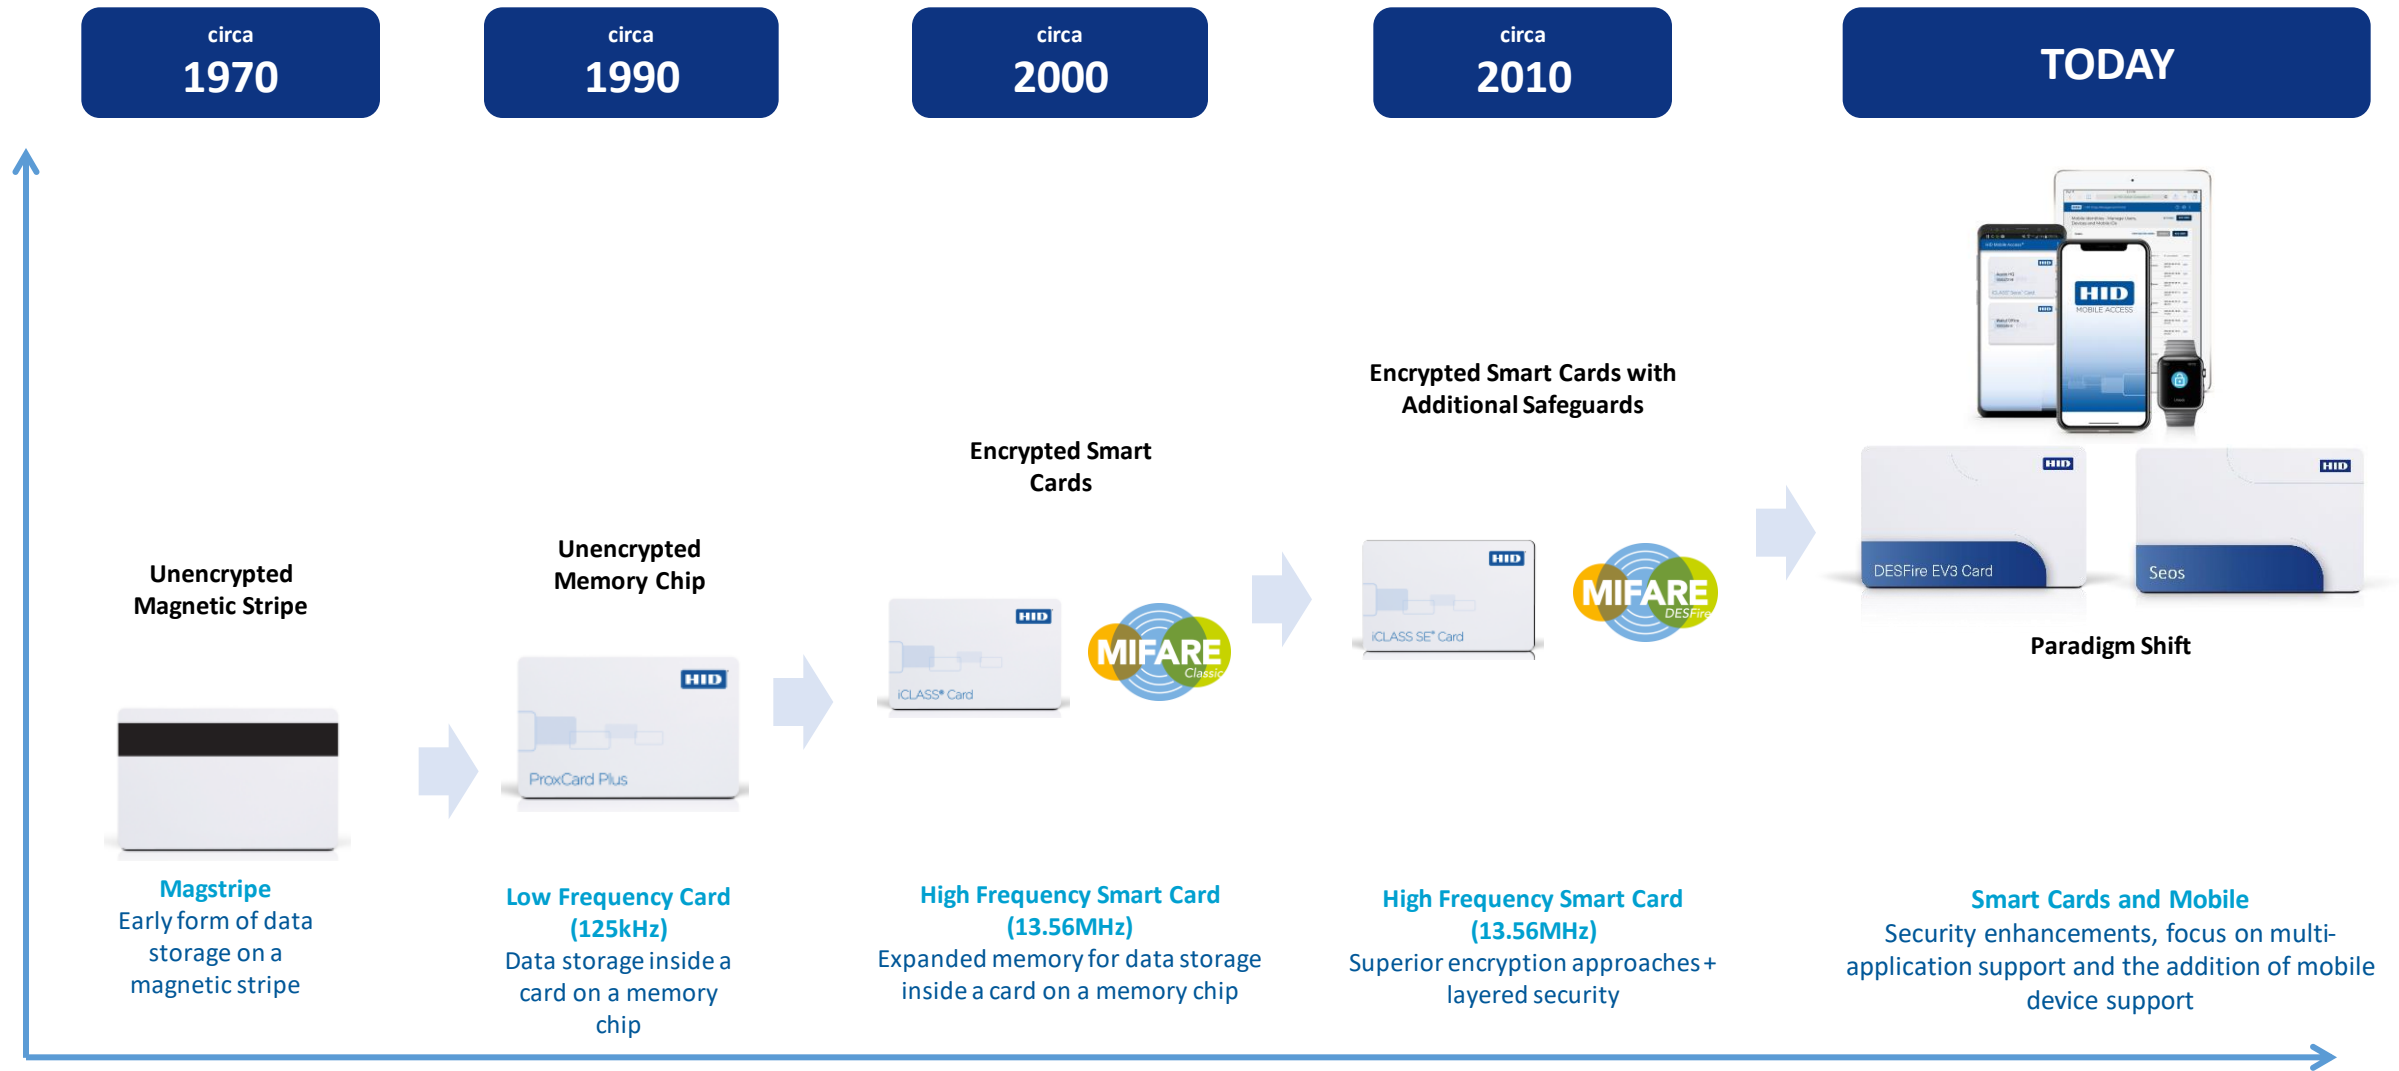 circa
1970
circa
1990
circa
2000
circa
2010
TODAY
Unencrypted
Magnetic Stripe
Magstripe
Early form of data
storage on a
magnetic stripe
Unencrypted
Memory Chip
HID
ProxCard Plus
Low Frequency Card
(125kHz)
Data storage inside a
card on a memory
chip
Encrypted Smart
Cards
HID
iCLASS® Card
MIFARE
Classic
High Frequency Smart Card
(13.56MHz)
Expanded memory for data storage
inside a card on a memory chip
Encrypted Smart Cards with
Additional Safeguards
HID
iCLASS SE® Card
MIFARE
DESFire
High Frequency Smart Card
(13.56MHz)
Superior encryption approaches +
layered security
HID
MOBILE ACCESS
HID
DESFire EV3 Card
HID
Seos
Paradigm Shift
Smart Cards and Mobile
Security enhancements, focus on multi-
application support and the addition of mobile
device support